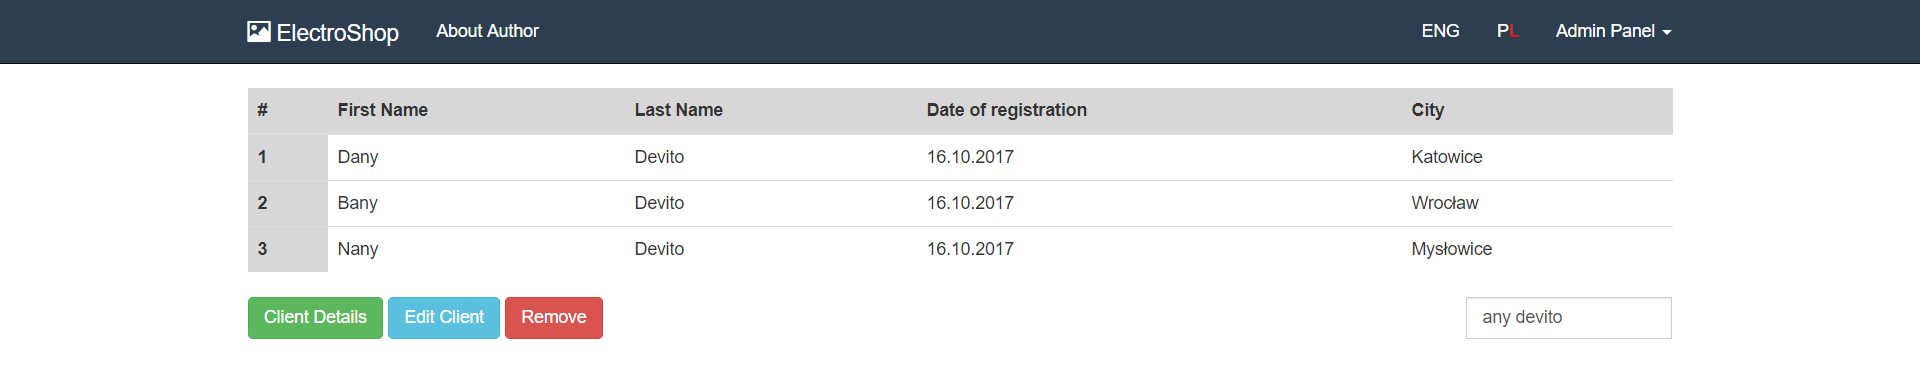 ElectroShop About Author ENG PL Admin Panel
# First Name Last Name Date of registration City
1 Dany Devito 16.10.2017 Katowice
2 Bany Devito 16.10.2017 Wrocław
3 Nany Devito 16.10.2017 Mysłowice
Client Details Edit Client Remove any devito